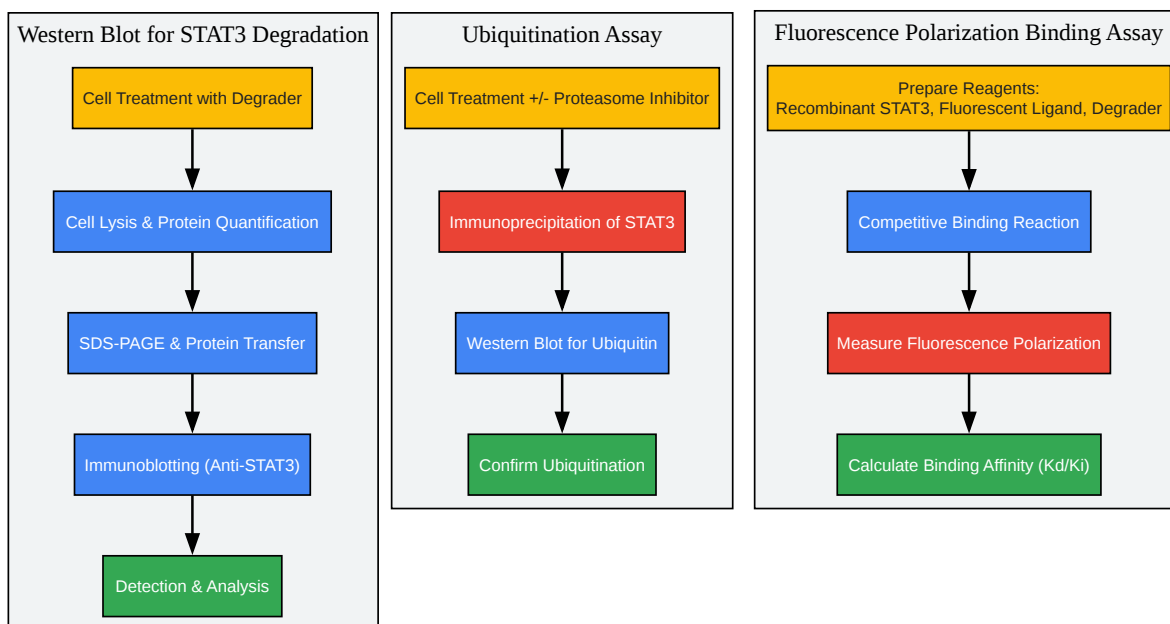 Western Blot for STAT3 Degradation
Cell Treatment with Degrader
Cell Lysis & Protein Quantification
SDS-PAGE & Protein Transfer
Immunoblotting (Anti-STAT3)
Detection & Analysis
Ubiquitination Assay
Cell Treatment +/- Proteasome Inhibitor
Immunoprecipitation of STAT3
Western Blot for Ubiquitin
Confirm Ubiquitination
Fluorescence Polarization Binding Assay
Prepare Reagents:
Recombinant STAT3, Fluorescent Ligand, Degrader
Competitive Binding Reaction
Measure Fluorescence Polarization
Calculate Binding Affinity (Kd/Ki)